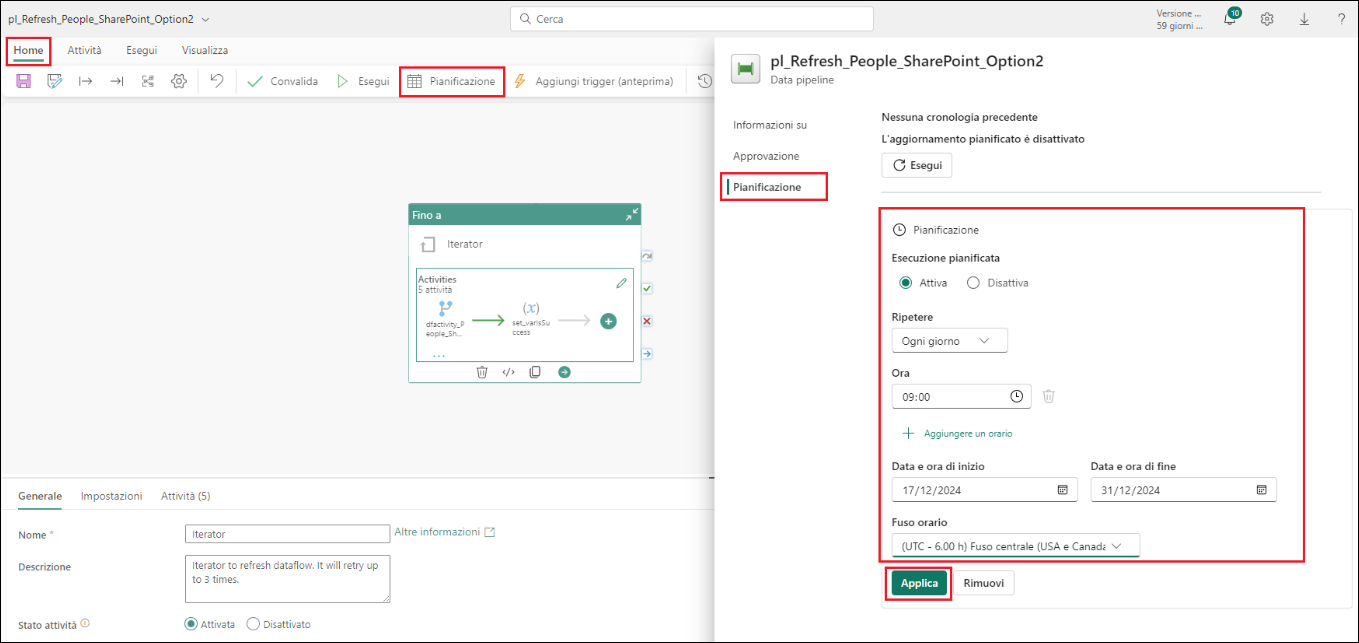 pl_Refresh_People_SharePoint_Option2
Cerca
Versione ...
59 giorni ...
10
?
Home
Attività
Esegui
Visualizza
Convalida
Esegui
Pianificazione
Aggiungi trigger (anteprima)
Fino a
Iterator
Activities
5 attività
dfactivity_P
eople_Sh...
(x)
set_varisSu
ccess
...
</>
Generale
Impostazioni
Attività (5)
Nome *
Iterator
Altre informazioni
Descrizione
Iterator to refresh dataflow. It will retry up
to 3 times.
Stato attività
Attivata
Disattivato
pl_Refresh_People_SharePoint_Option2
Data pipeline
Informazioni su
Approvazione
Pianificazione
Nessuna cronologia precedente
L'aggiornamento pianificato è disattivato
Esegui
Pianificazione
Esecuzione pianificata
Attiva
Disattiva
Ripetere
Ogni giorno
Ora
09:00
Aggiungere un orario
Data e ora di inizio
Data e ora di fine
17/12/2024
31/12/2024
Fuso orario
(UTC - 6.00 h) Fuso centrale (USA e Canada
Applica
Rimuovi